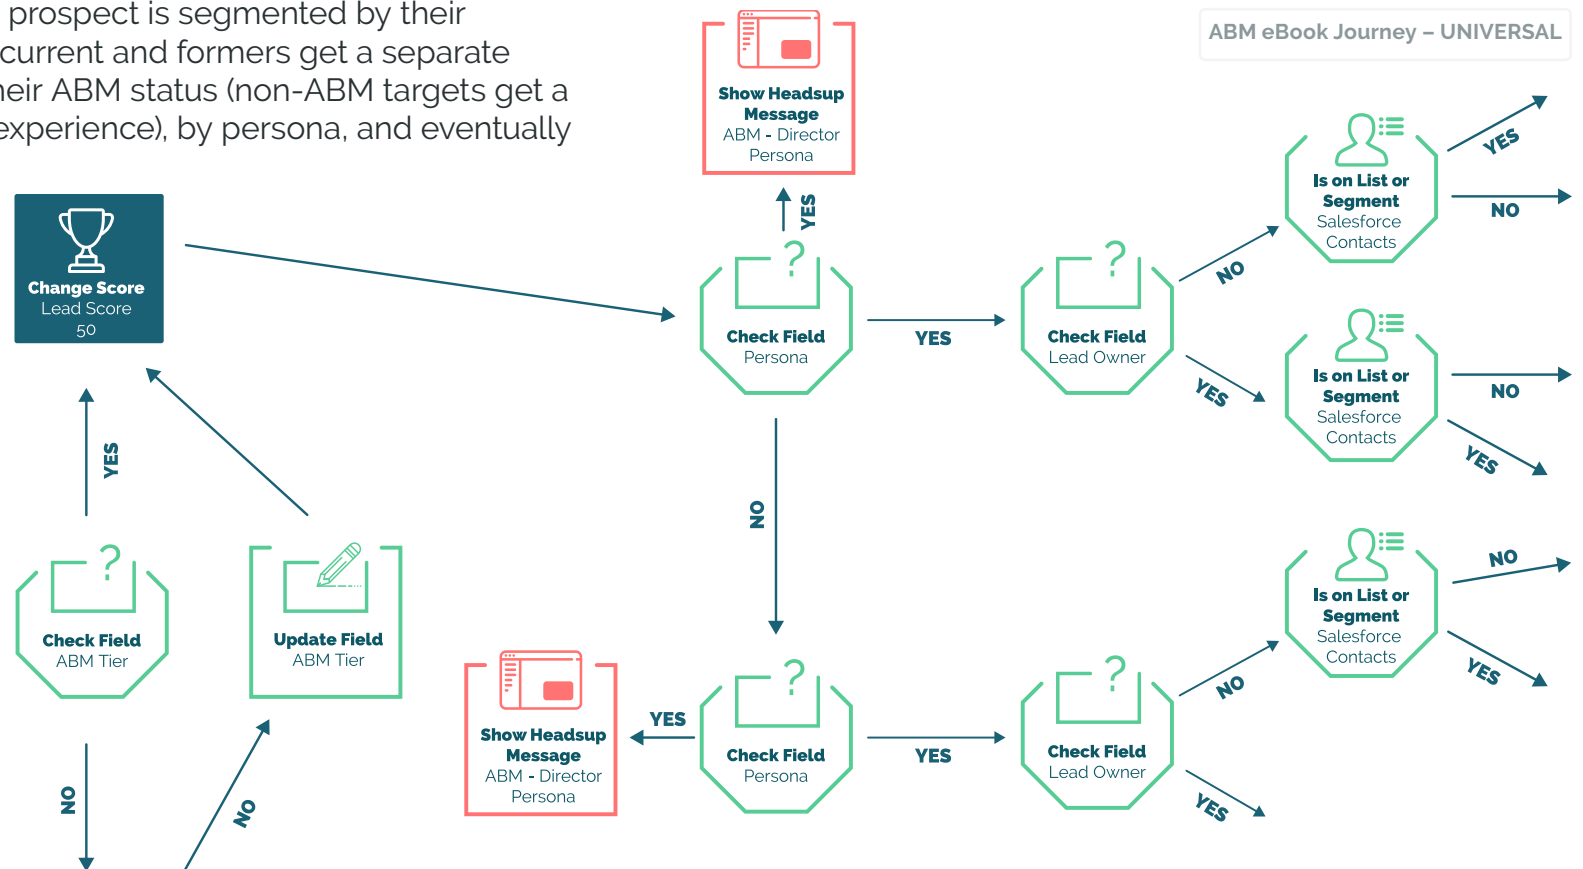 prospect is segmented by their
current and formers get a separate
heir ABM status (non-ABM targets get a
experience), by persona, and eventually
ABM eBook Journey – UNIVERSAL
Show Headsup
Message
ABM - Director
Persona
YES
Change Score
Lead Score
50
Check Field
Persona
YES
Check Field
Lead Owner
NO
YES
Is on List or
Segment
Salesforce
Contacts
YES
NO
Is on List or
Segment
Salesforce
Contacts
NO
YES
YES
NO
Check Field
ABM Tier
Update Field
ABM Tier
NO
NO
Show Headsup
Message
ABM - Director
Persona
YES
Check Field
Persona
YES
Check Field
Lead Owner
NO
YES
Is on List or
Segment
Salesforce
Contacts
NO
YES